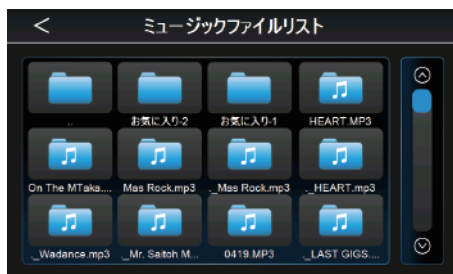 <
ミュージックファイルリスト
..
お気に入り-2
お気に入り-1
HEART.MP3
On The MTaka....
Mas Rock.mp3
._Mas Rock.mp3
._HEART.mp3
._Wadance.mp3
._Mr. Saitoh M...
0419.MP3
._LAST GIGS....